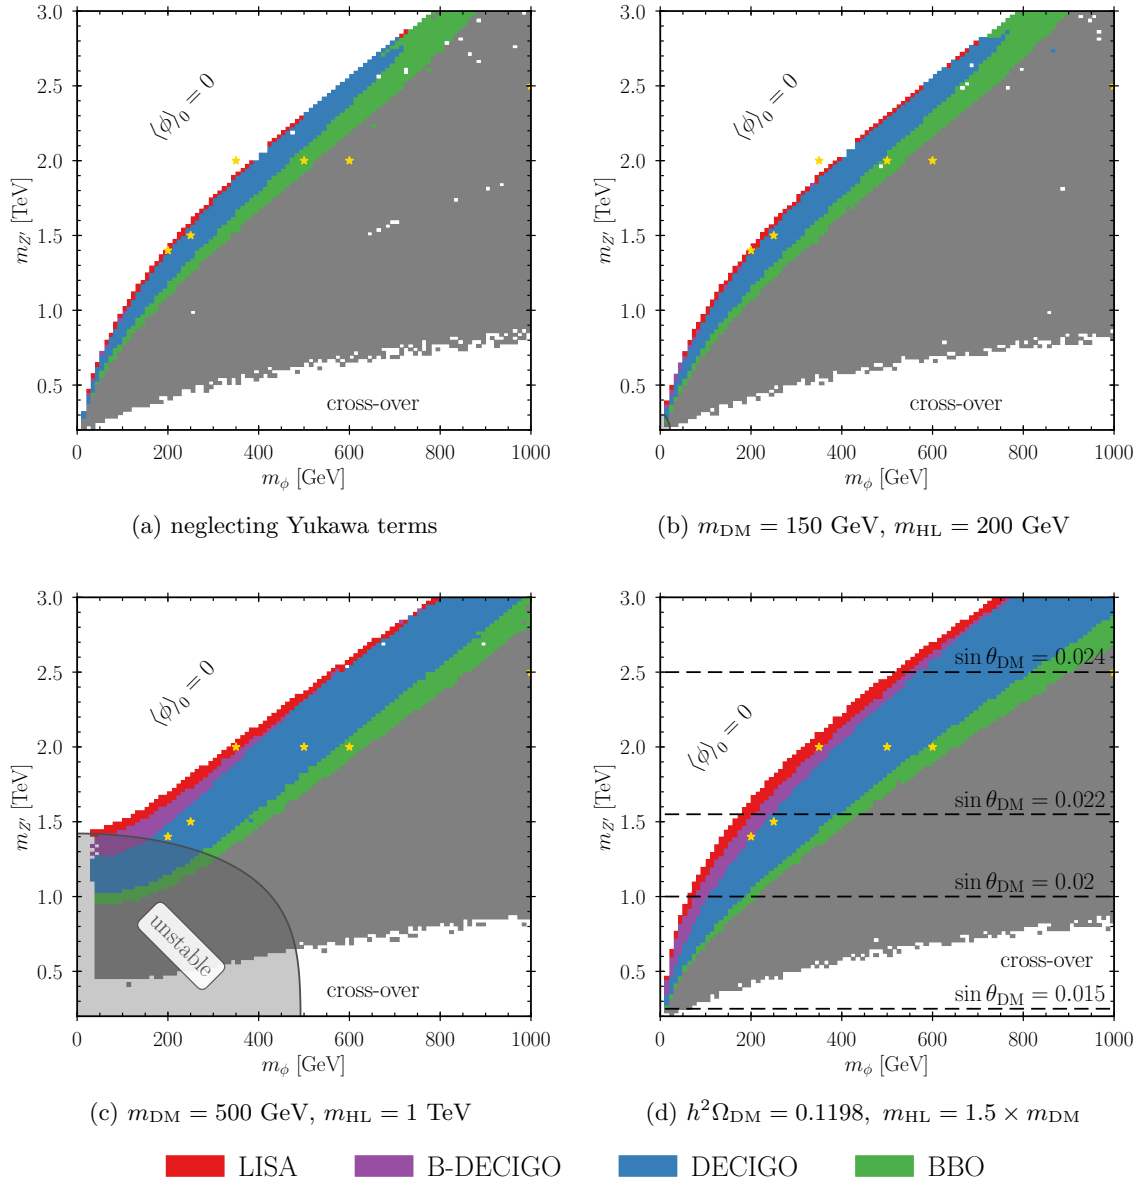 3.0
2.5
2.0
1.5
1.0
0.5
m_{Z'} [TeV]
⟨ϕ⟩₀ = 0
cross-over
200 400 600 800 1000
m_ϕ [GeV]
(a) neglecting Yukawa terms
3.0
2.5
2.0
1.5
1.0
0.5
m_{Z'} [TeV]
⟨ϕ⟩₀ = 0
cross-over
200 400 600 800 1000
m_ϕ [GeV]
(b) m_DM = 150 GeV, m_HL = 200 GeV
3.0
2.5
2.0
1.5
1.0
0.5
m_{Z'} [TeV]
⟨ϕ⟩₀ = 0
unstable
cross-over
0 200 400 600 800 1000
m_ϕ [GeV]
(c) m_DM = 500 GeV, m_HL = 1 TeV
3.0
2.5
2.0
1.5
1.0
0.5
m_{Z'} [TeV]
⟨ϕ⟩₀ = 0
sin θ_DM = 0.024
sin θ_DM = 0.022
sin θ_DM = 0.02
cross-over
sin θ_DM = 0.015
0 200 400 600 800 1000
m_ϕ [GeV]
(d) h²Ω_DM = 0.1198, m_HL = 1.5 × m_DM
LISA B-DECIGO DECIGO BBO